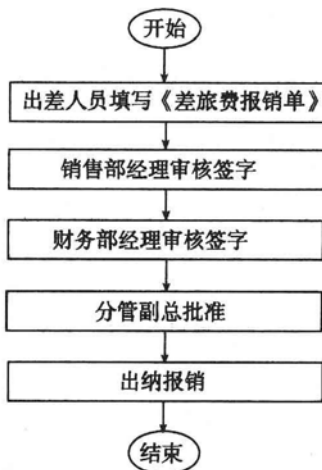 开始
出差人员填写《差旅费报销单》
销售部经理审核签字
财务部经理审核签字
分管副总批准
出纳报销
结束